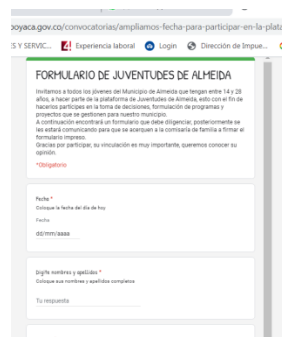 boyaca.gov.co/convocatorias/ampliamos-fecha-para-participar-en-la-plata
S Y SERVIC... Experiencia laboral Login Dirección de Impue...
FORMULARIO DE JUVENTUDES DE ALMEIDA
Invitamos a todos los jóvenes del Municipio de Almeida que tengan entre 14 y 28
años, a hacer parte de la plataforma de Juventudes de Almeida, esto con el fin de
hacerlos partícipes en la toma de decisiones, formulación de programas y
proyectos que se gestionen para nuestro municipio.
A continuación encontrará un formulario que debe diligenciar, posteriormente se
les estará comunicando para que se acerquen a la comisaría de familia a firmar el
formulario impreso.
Gracias por participar, su vinculación es muy importante, queremos conocer su
opinión.
*Obligatorio
Fecha *
Coloque la fecha del día de hoy
Fecha
dd/mm/aaaa
Digite nombres y apellidos *
Coloque sus nombres y apellidos completos
Tu respuesta